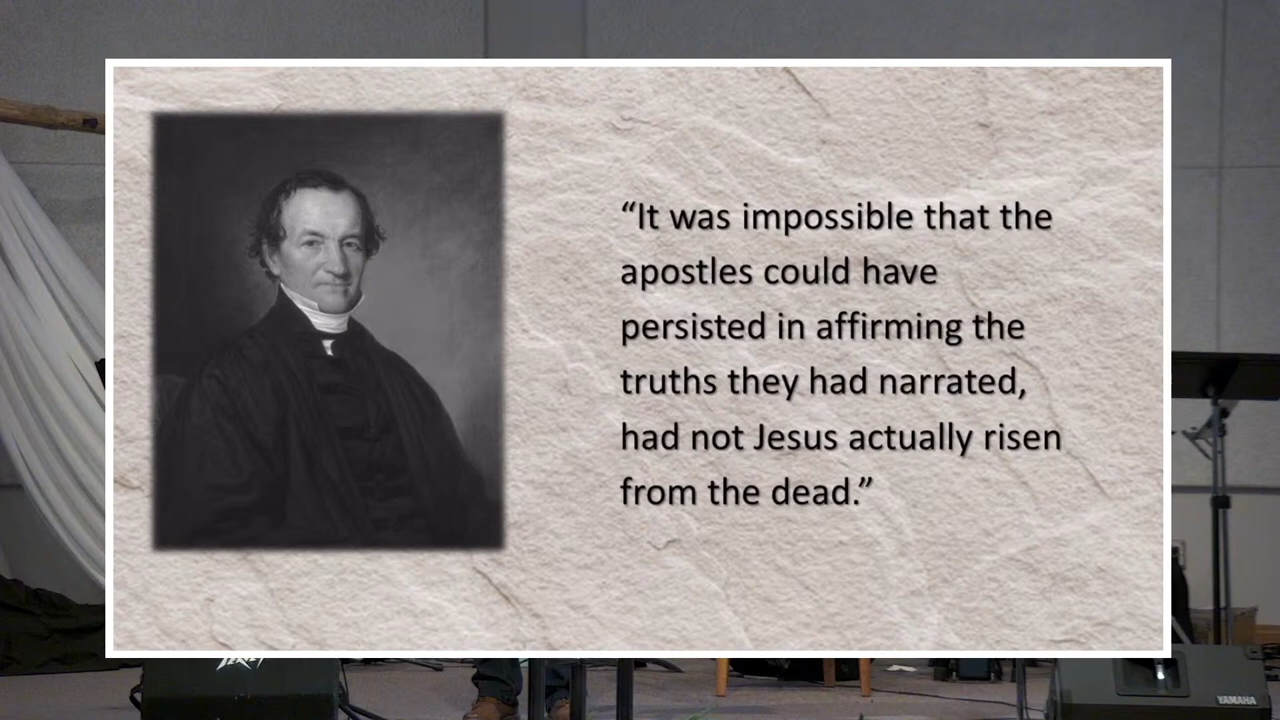 “It was impossible that the
apostles could have
persisted in affirming the
truths they had narrated,
had not Jesus actually risen
from the dead.”
YAMAHA